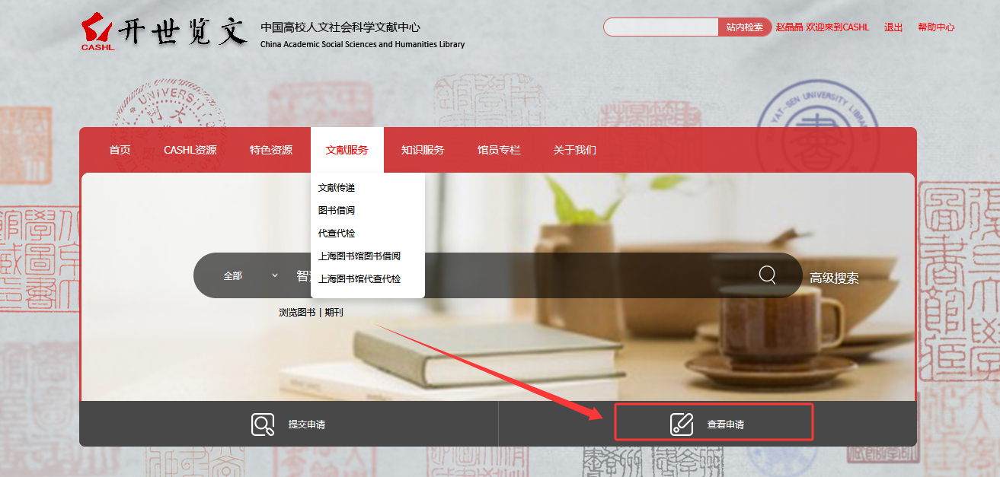 开世览文
CASHL
中国高校人文社会科学文献中心
China Academic Social Sciences and Humanities Library
站内检索
赵晶晶 欢迎来到CASHL 退出 帮助中心
首页 CASHL资源 特色资源 文献服务 知识服务 馆员专栏 关于我们
文献传递
图书借阅
代查代检
上海图书馆图书借阅
上海图书馆代查代检
全部 智
高级搜索
浏览图书 | 期刊
提交申请 查看申请
UNIVERSIT
YAT-SEN UNIVERSITY LIBRA
書